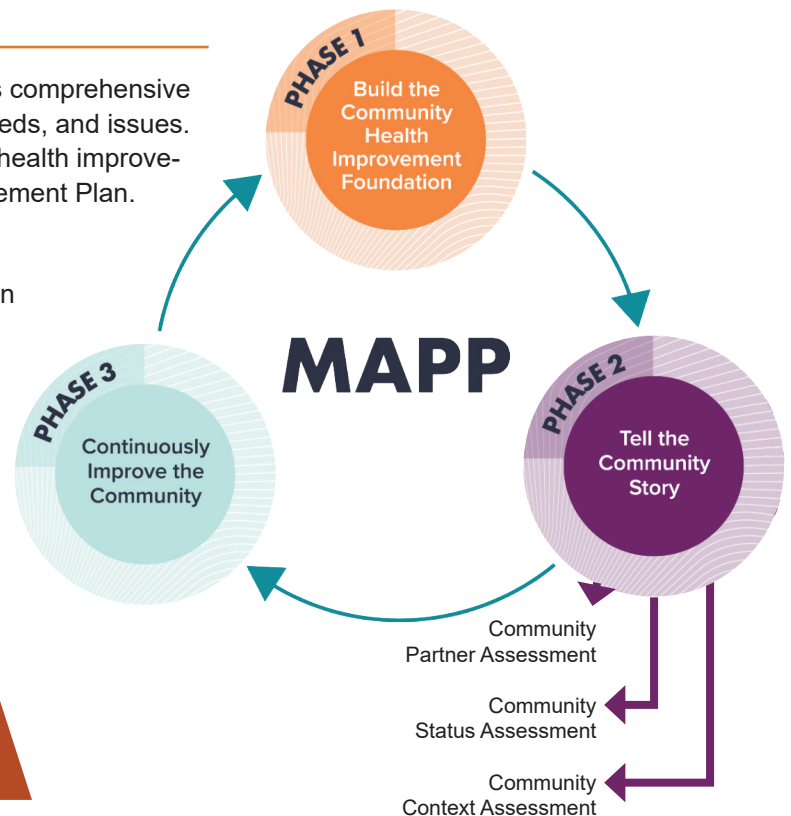 s comprehensive
eds, and issues.
health improve-
ement Plan.
n
PHASE 1
Build the
Community
Health
Improvement
Foundation
MAPP
PHASE 2
Tell the
Community
Story
PHASE 3
Continuously
Improve the
Community
Community
Partner Assessment
Community
Status Assessment
Community
Context Assessment